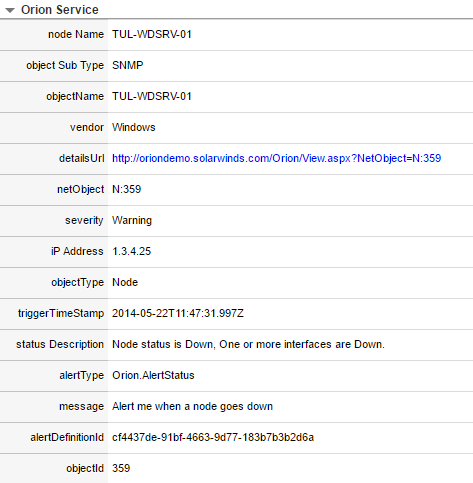 Orion Service
node Name TUL-WDSRV-01
object Sub Type SNMP
objectName TUL-WDSRV-01
vendor Windows
detailsUrl http://oriondemo.solarwinds.com/Orion/View.aspx?NetObject=N:359
netObject N:359
severity Warning
iP Address 1.3.4.25
objectType Node
triggerTimeStamp 2014-05-22T11:47:31.997Z
status Description Node status is Down, One or more interfaces are Down.
alertType Orion.AlertStatus
message Alert me when a node goes down
alertDefinitionId cf4437de-91bf-4663-9d77-183b7b3b2d6a
objectId 359